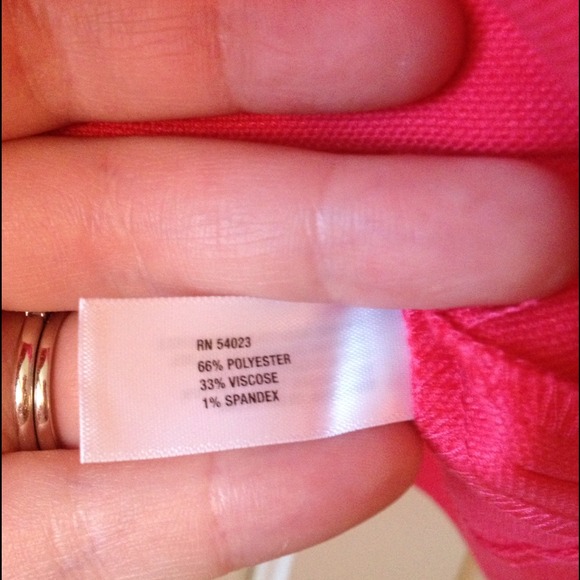 RN 54023
66% POLYESTER
33% VISCOSE
1% SPANDEX